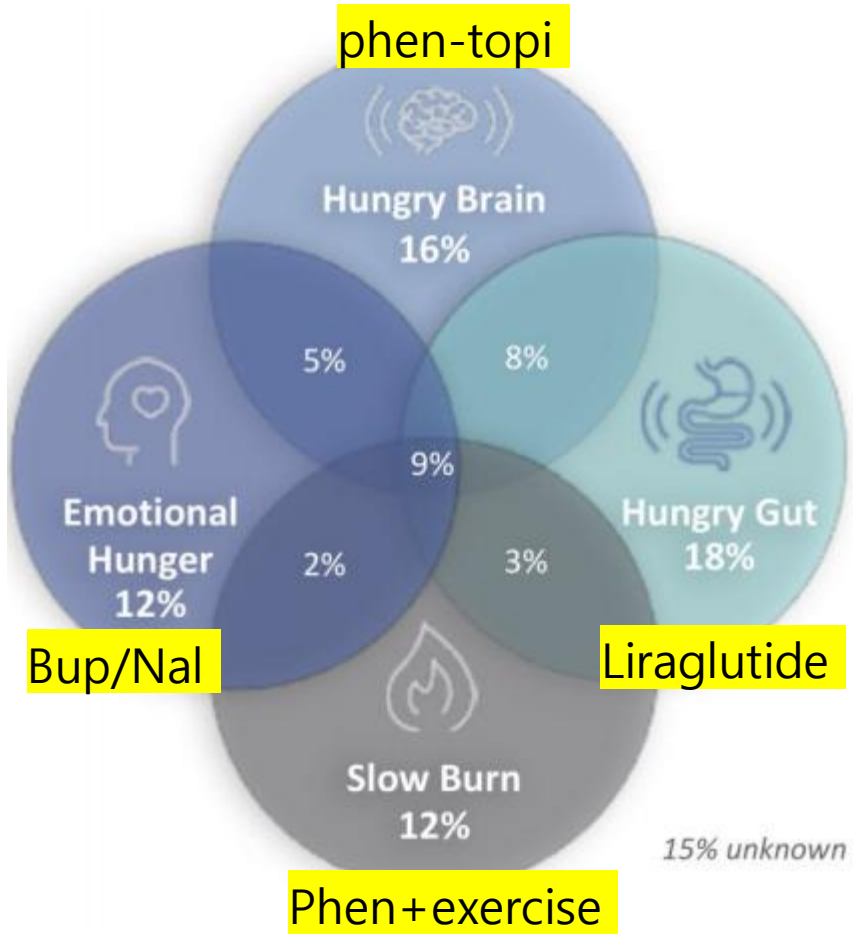 phen-topi
Hungry Brain
16%
5%
8%
9%
Emotional
Hunger
12%
Hungry Gut
18%
2%
3%
Bup/Nal
Liraglutide
Slow Burn
12%
15% unknown
Phen+exercise